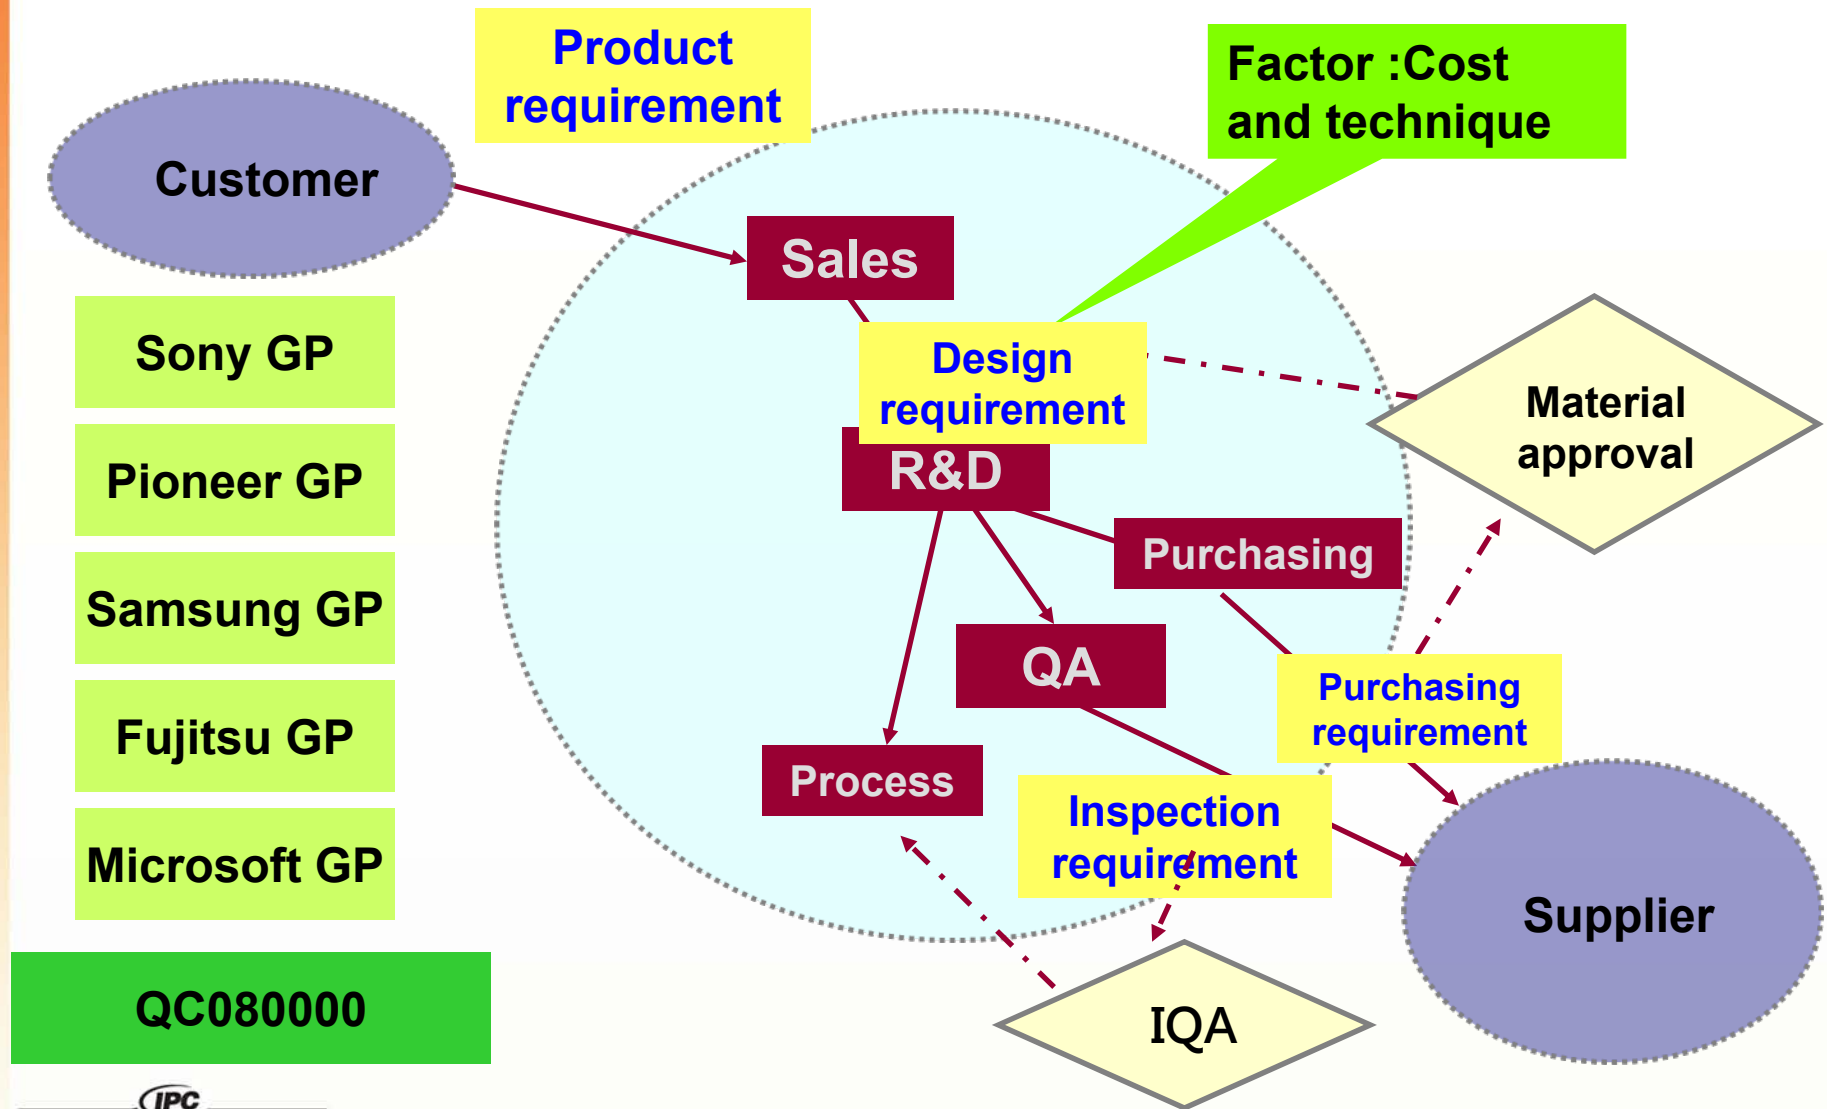 Product
requirement
Factor :Cost
and technique
Customer
Sales
Sony GP
Design
requirement
Material
approval
Pioneer GP
R&D
Purchasing
Samsung GP
QA
Purchasing
requirement
Fujitsu GP
Process
Inspection
requirement
Microsoft GP
Supplier
QC080000
IQA
IPC